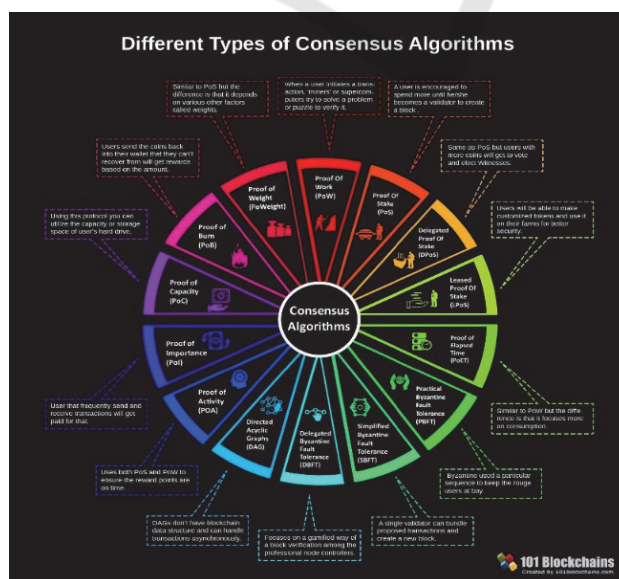 Different Types of Consensus Algorithms
Similar to PoS but the
difference is that it depends
on various other factors
called weights.
When a user initiates a trans-
action, 'miners' or supercom-
puters try to solve a problem
or puzzle to verify it.
A user is encouraged to
spend more until he/she
becomes a validator to create
a block .
Users send the coins back
into their wallet that they can't
recover from will get rewards
based on the amount.
Same as PoS but users with
more coins will get to vote
and elect Witnesses.
Using this protocol you can
utilize the capacity or storage
space of user's hard drive.
Users will be able to make
customized tokens and use it
on their farms for better
security.
Proof of
Weight
(PoWeight)
Proof Of
Work
(PoW)
Proof Of
Stake
(PoS)
Proof of
Burn
(PoB)
Delegated
Proof Of
Stake
(DPoS)
Proof of
Capacity
(PoC)
Leased
Proof Of
Stake
(LPoS)
Consensus
Algorithms
Proof of
Importance
(PoI)
Proof of
Elapsed
Time
(PoET)
Proof of
Activity
(POA)
Practical
Byzantine
Fault
Tolerance
(PBFT)
Directed
Acyclic
Graphs
(DAG)
Delegated
Byzantine
Fault
Tolerance
(DBFT)
Simplified
Byzantine
Fault
Tolerance
(SBFT)
User that frequently send and
receive transactions will get
paid for that.
Similar to PoW but the diffe-
rence is that it focuses more
on consumption.
Uses both PoS and PoW to
ensure the reward points are
on time.
Byzantine used a particular
sequence to keep the rouge
users at bay.
DAGs don't have blockchain
data structure and can handle
transactions asynchronously.
Focuses on a gamified way of
a block verification among the
professional node controllers.
A single validator can bundle
proposed transactions and
create a new block.
101 Blockchains
Created by 101blockchains.com